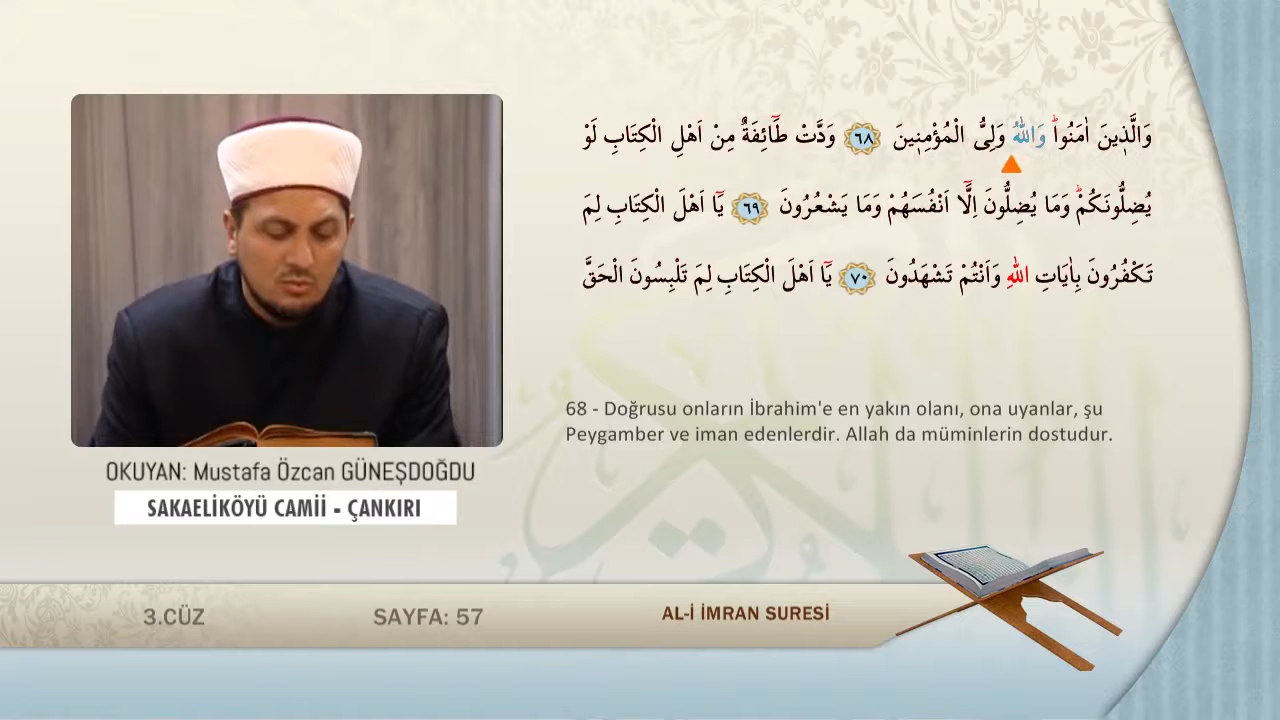 وَالَّذ۪ينَ اٰمَنُواۜ وَاللّٰهُ وَلِيُّ الْمُؤْمِن۪ينَ ﴿٦٨﴾ وَدَّتْ طَٓائِفَةٌ مِنْ اَهْلِ الْكِتَابِ لَوْ
يُضِلُّونَكُمْۜ وَمَا يُضِلُّونَ اِلَّٓا اَنْفُسَهُمْ وَمَا يَشْعُرُونَ ﴿٦٩﴾ يَٓا اَهْلَ الْكِتَابِ لِمَ
تَكْفُرُونَ بِاٰيَاتِ اللّٰهِ وَاَنْتُمْ تَشْهَدُونَ ﴿٧٠﴾ يَٓا اَهْلَ الْكِتَابِ لِمَ تَلْبِسُونَ الْحَقَّ
68 - Doğrusu onların İbrahim'e en yakın olanı, ona uyanlar, şu
Peygamber ve iman edenlerdir. Allah da müminlerin dostudur.
OKUYAN: Mustafa Özcan GÜNEŞDOĞDU
SAKAELİKÖYÜ CAMİİ - ÇANKIRI
3.CÜZ
SAYFA: 57
AL-İ İMRAN SURESİ